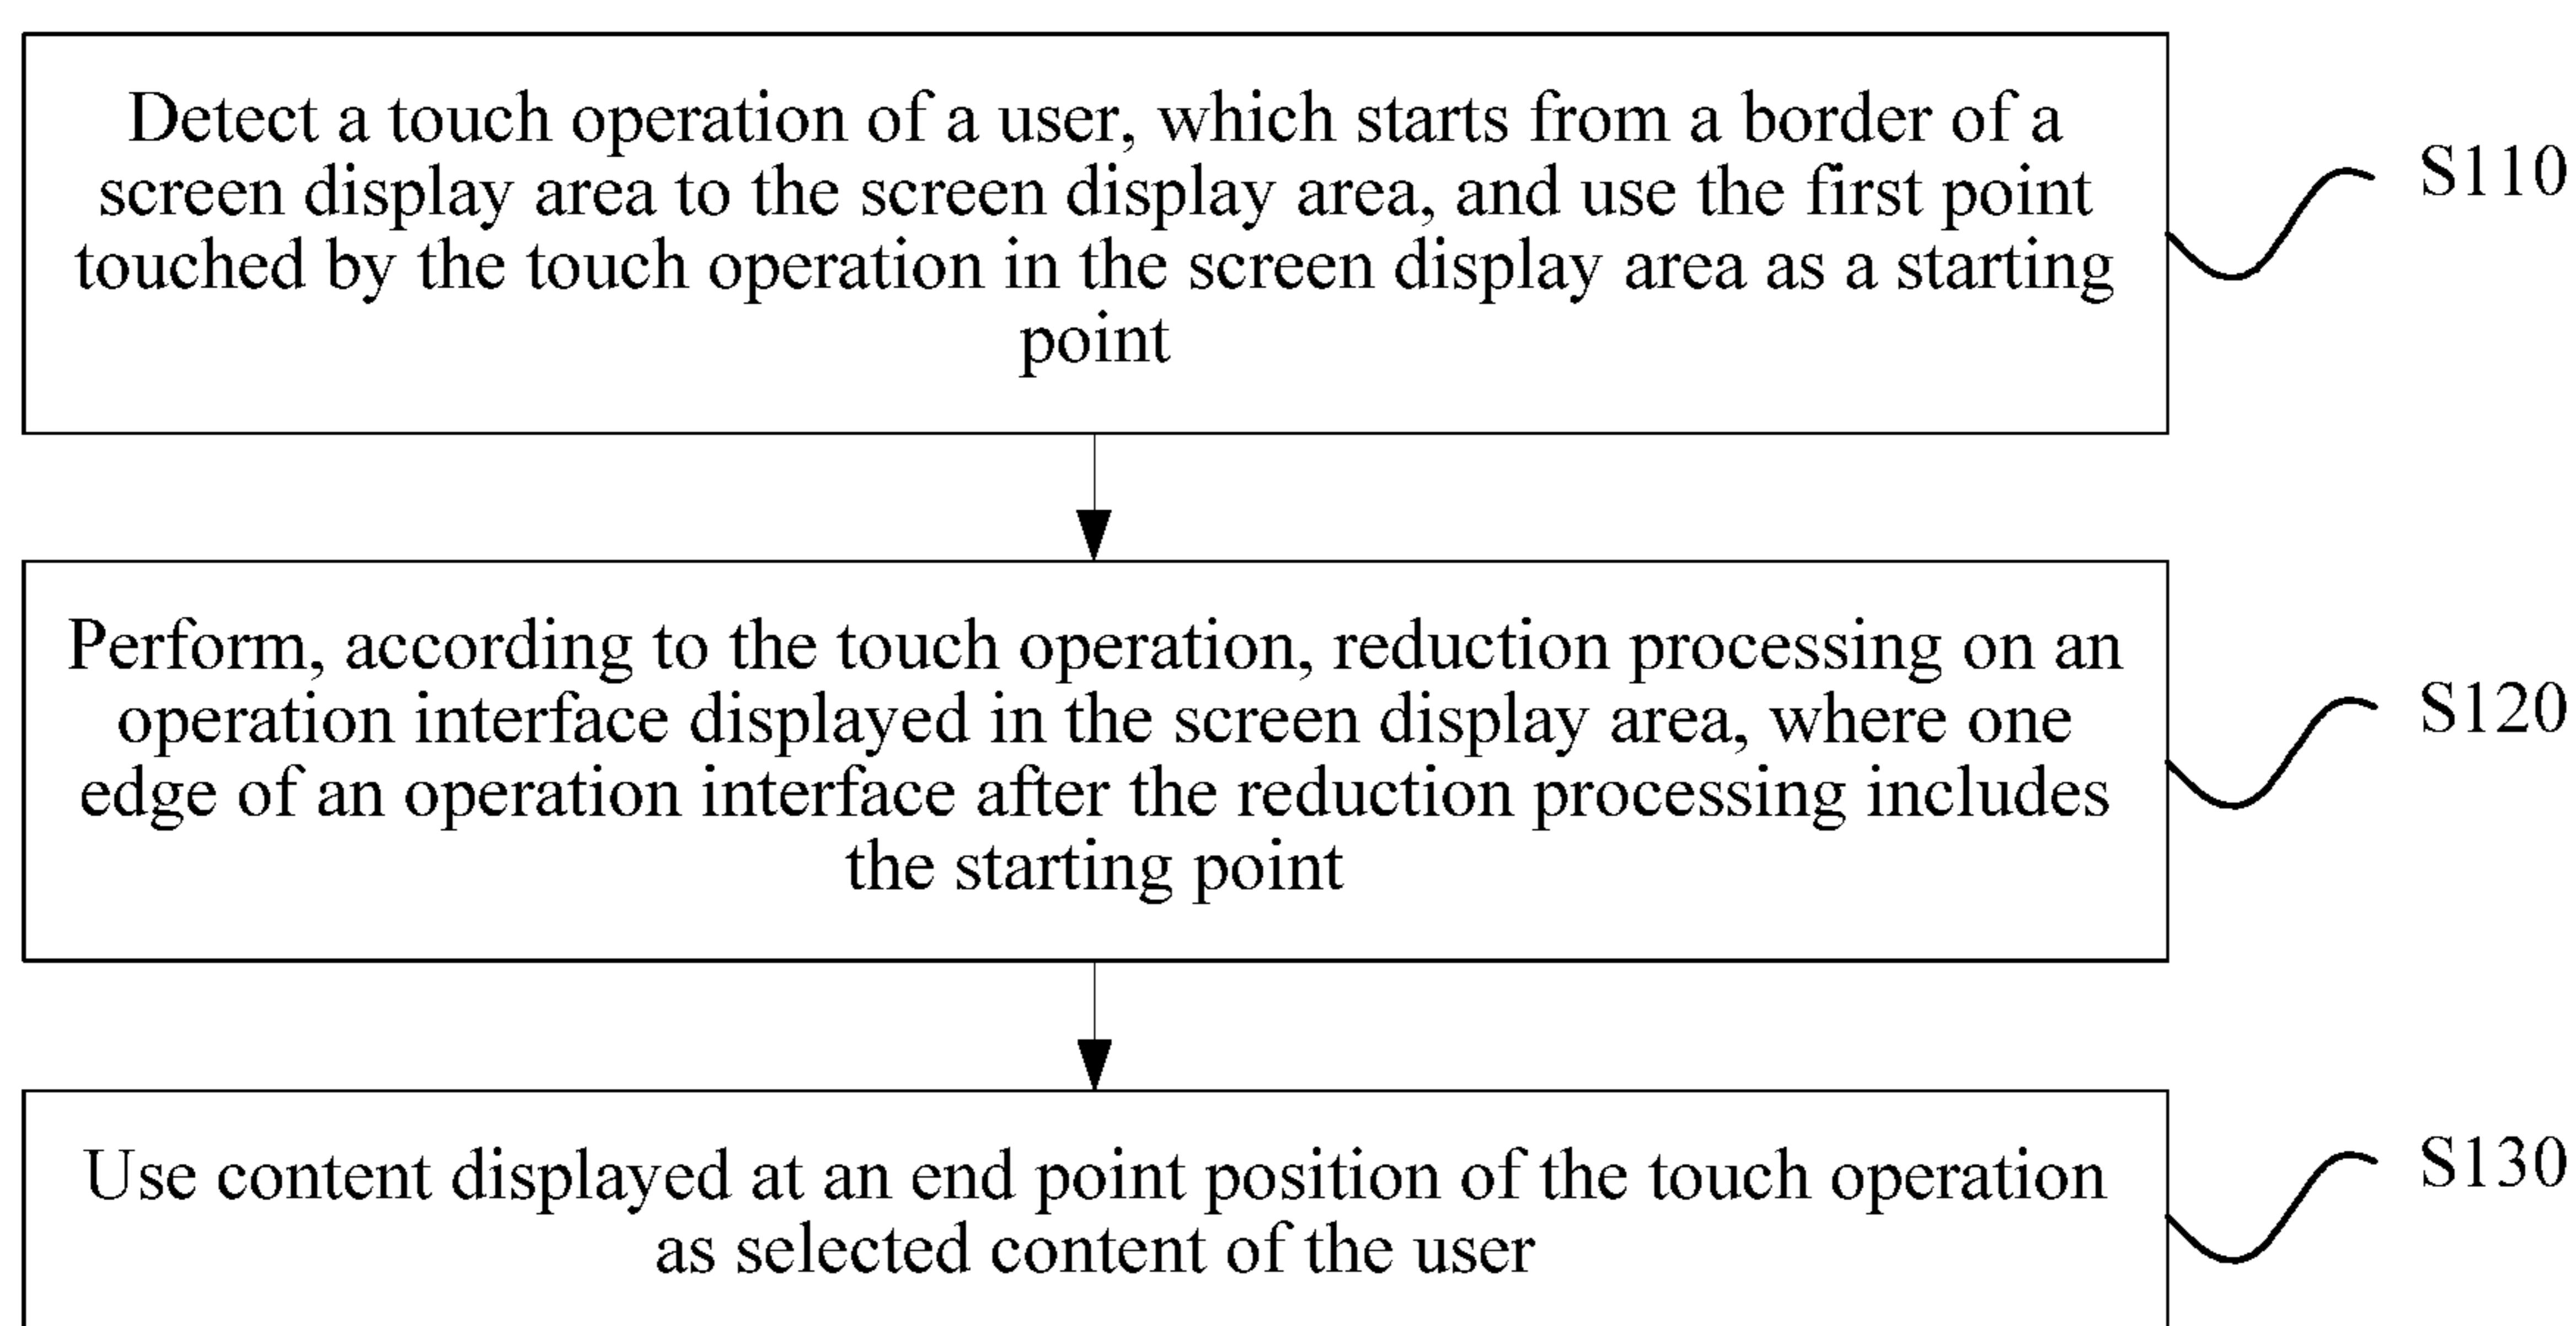 Detect a touch operation of a user, which starts from a border of a
screen display area to the screen display area, and use the first point
touched by the touch operation in the screen display area as a starting
point
S110
Perform, according to the touch operation, reduction processing on an
operation interface displayed in the screen display area, where one
edge of an operation interface after the reduction processing includes
the starting point
S120
Use content displayed at an end point position of the touch operation
as selected content of the user
S130